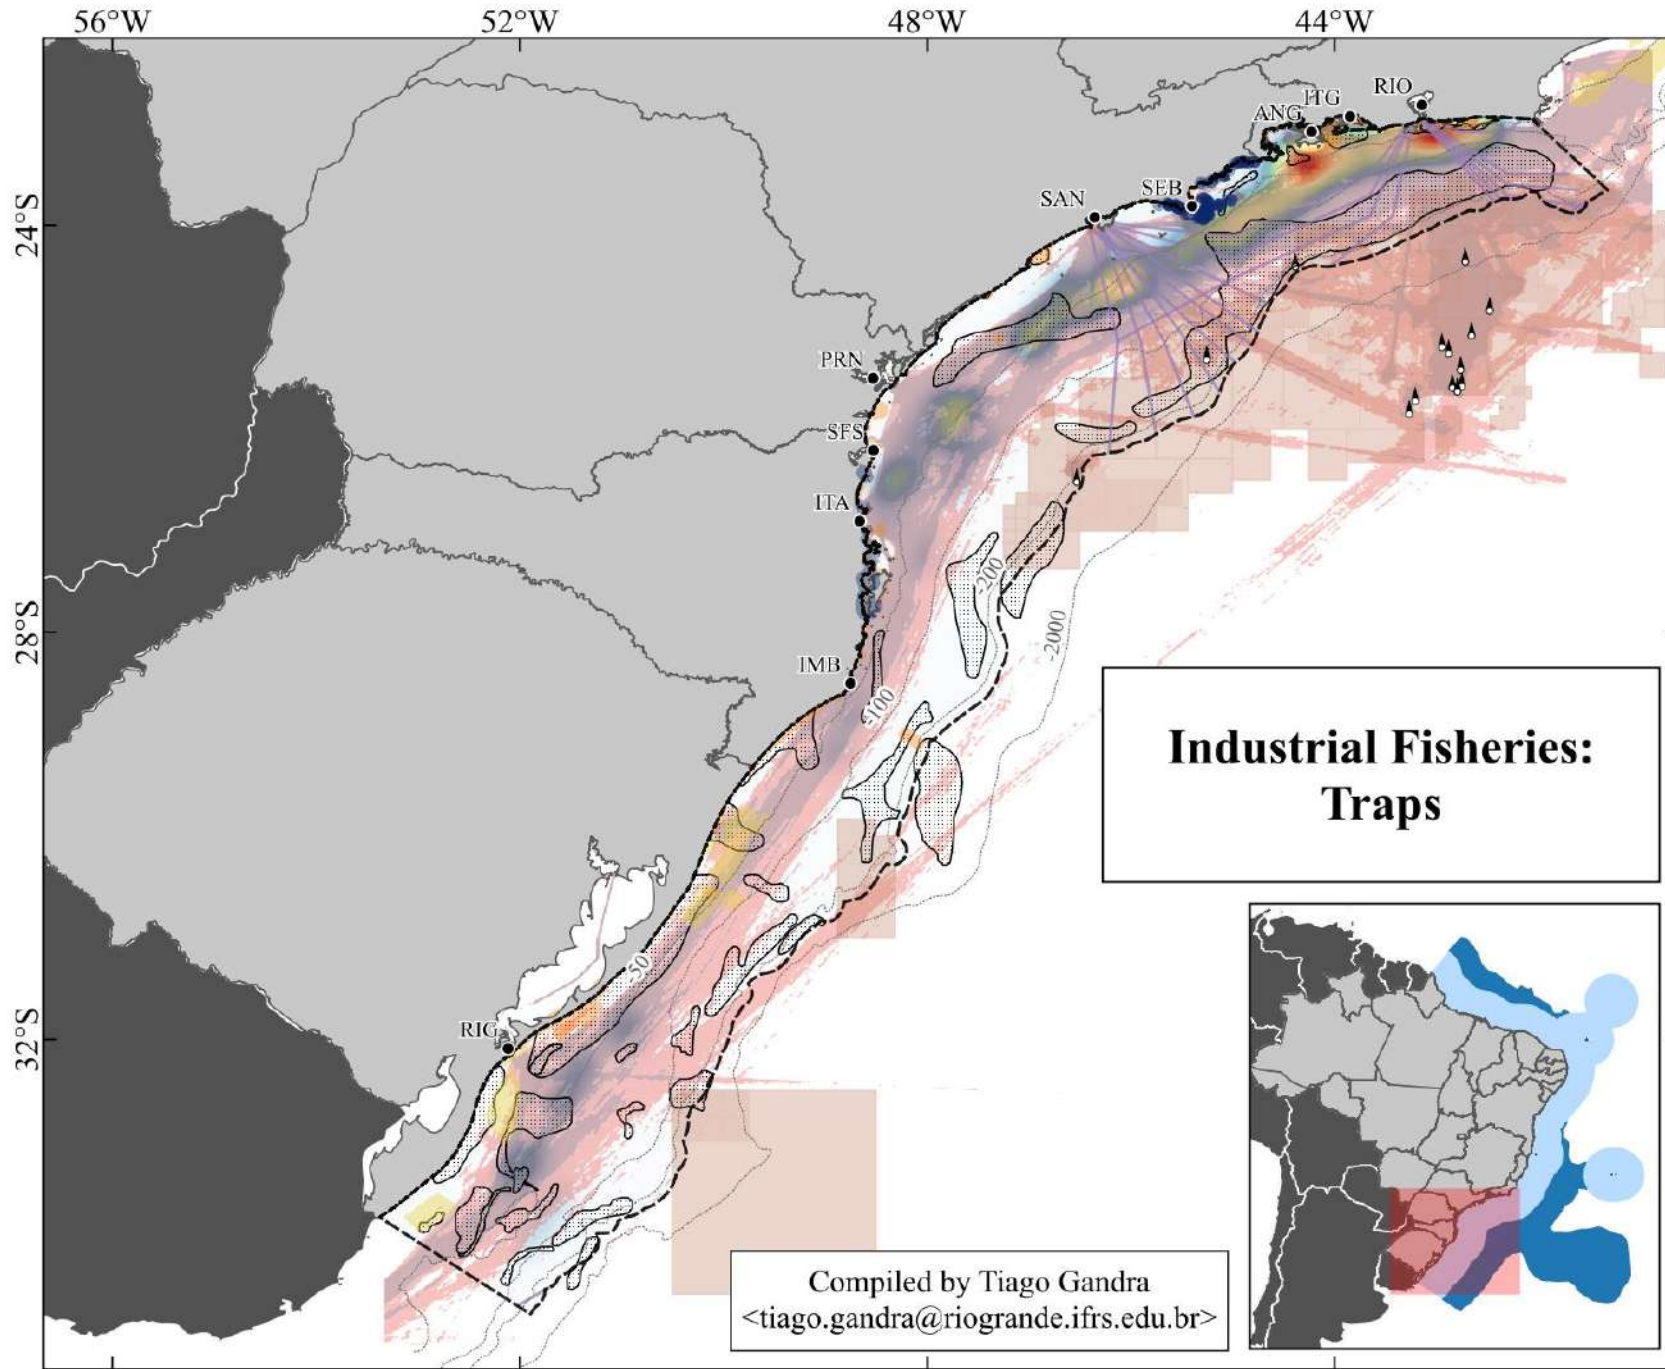 56°W
52°W
48°W
44°W
24°S
28°S
32°S
RIO
ITG
ANG
SEB
SAN
PRN
SFS
ITA
IMB
RIG
-200
-2000
-100
-50
Industrial Fisheries:
Traps
Compiled by Tiago Gandra
<tiago.gandra@riogrande.ifrs.edu.br>